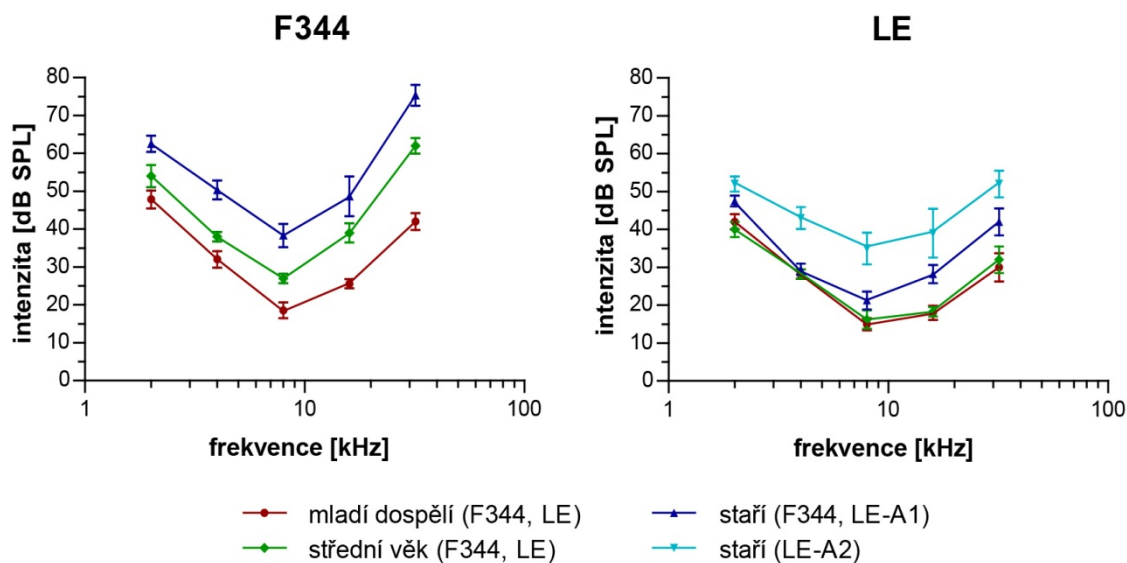 F344
LE
intenzita [dB SPL]
80
70
60
50
40
30
20
10
0
1
10
100
frekvence [kHz]
intenzita [dB SPL]
80
70
60
50
40
30
20
10
0
1
10
100
frekvence [kHz]
mladí dospělí (F344, LE)
střední věk (F344, LE)
staří (F344, LE-A1)
staří (LE-A2)